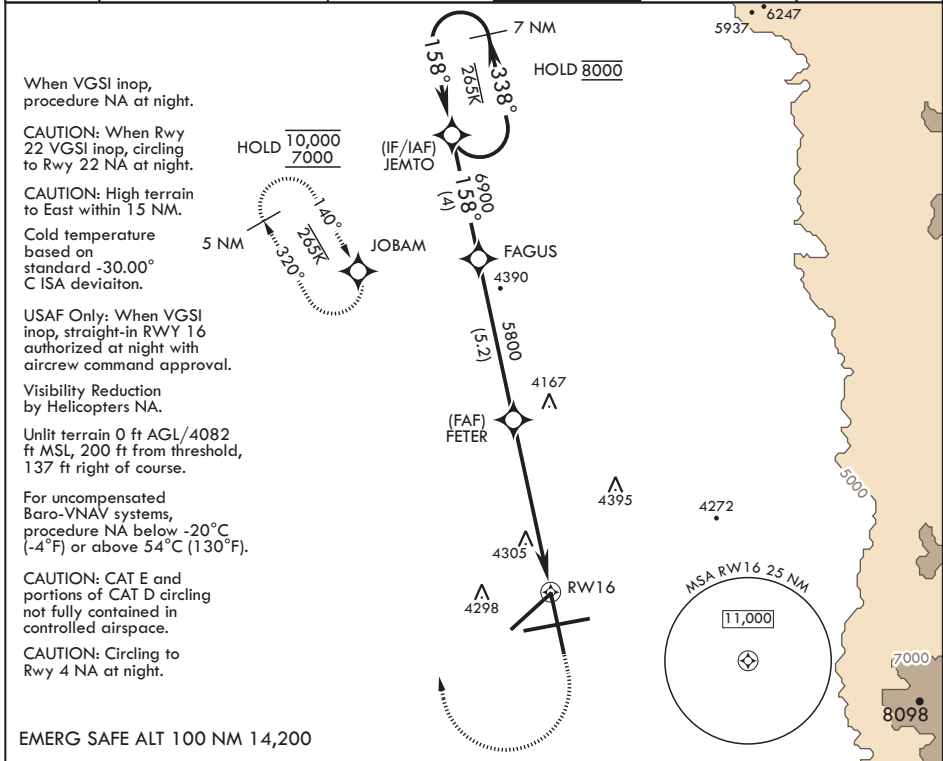 When VGSI inop,
procedure NA at night.
CAUTION: When Rwy
22 VGSI inop, circling
to Rwy 22 NA at night.
CAUTION: High terrain
to East within 15 NM.
Cold temperature
based on
standard -30.00°
C ISA deviaiton.
USAF Only: When VGSI
inop, straight-in RWY 16
authorized at night with
aircrew command approval.
Visibility Reduction
by Helicopters NA.
Unlit terrain 0 ft AGL/4082
ft MSL, 200 ft from threshold,
137 ft right of course.
For uncompensated
Baro-VNAV systems,
procedure NA below -20°C
(-4°F) or above 54°C (130°F).
CAUTION: CAT E and
portions of CAT D circling
not fully contained in
controlled airspace.
CAUTION: Circling to
Rwy 4 NA at night.
EMERG SAFE ALT 100 NM 14,200
7 NM
158°
265K
338°
HOLD 8000
(IF/IAF)
JEMTO
HOLD 10,000
7000
140°
265K
320°
5 NM
JOBAM
6900
158°
(4)
FAGUS
4390
5800
(5.2)
4167
(FAF)
FETER
4395
4272
4305
RW16
4298
MSA RW16 25 NM
11,000
6247
5937
5000
7000
8098